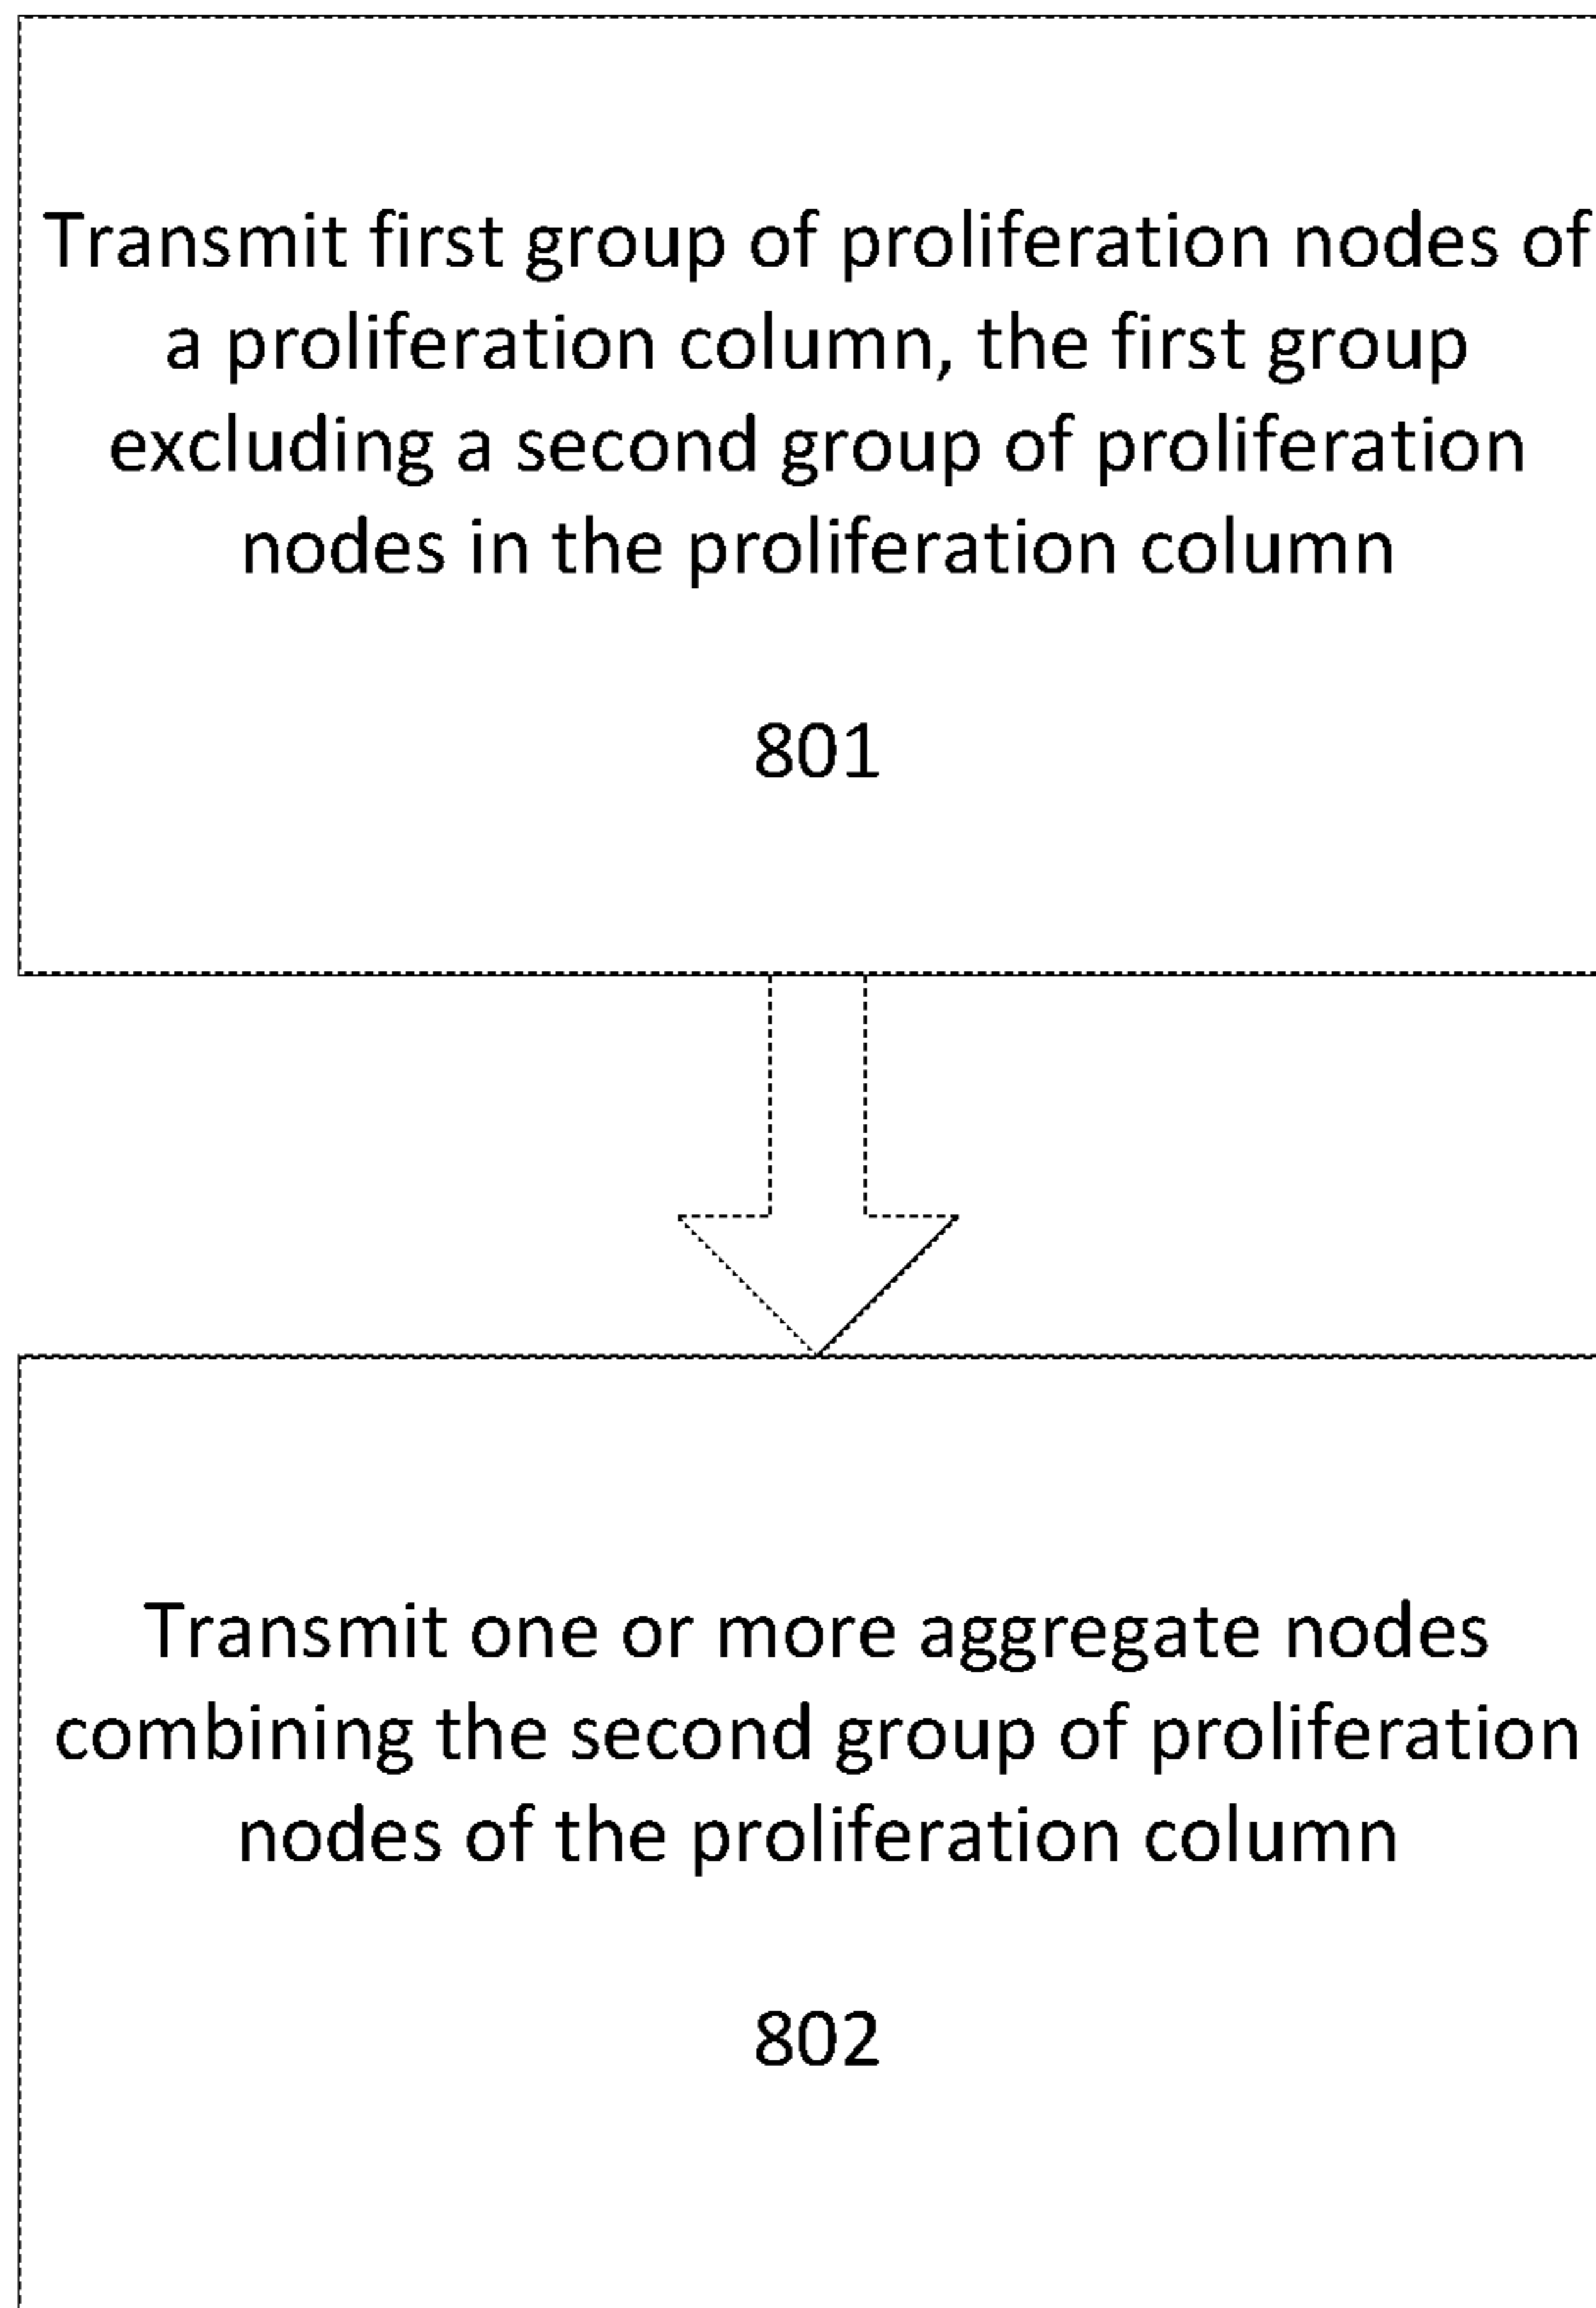 Transmit first group of proliferation nodes of
a proliferation column, the first group
excluding a second group of proliferation
nodes in the proliferation column
801
Transmit one or more aggregate nodes
combining the second group of proliferation
nodes of the proliferation column
802